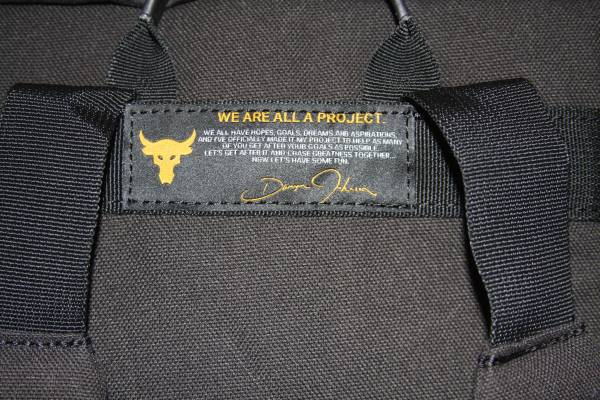 WE ARE ALL A PROJECT.
WE ALL HAVE HOPES, GOALS, DREAMS AND ASPIRATIONS,
AND I'VE OFFICIALLY MADE IT MY PROJECT TO HELP AS MANY
OF YOU GET AFTER YOUR GOALS AS POSSIBLE.
LET'S GET AFTER IT AND CHASE GREATNESS TOGETHER...
NOW LET'S HAVE SOME FUN.
Dwayne Johnson